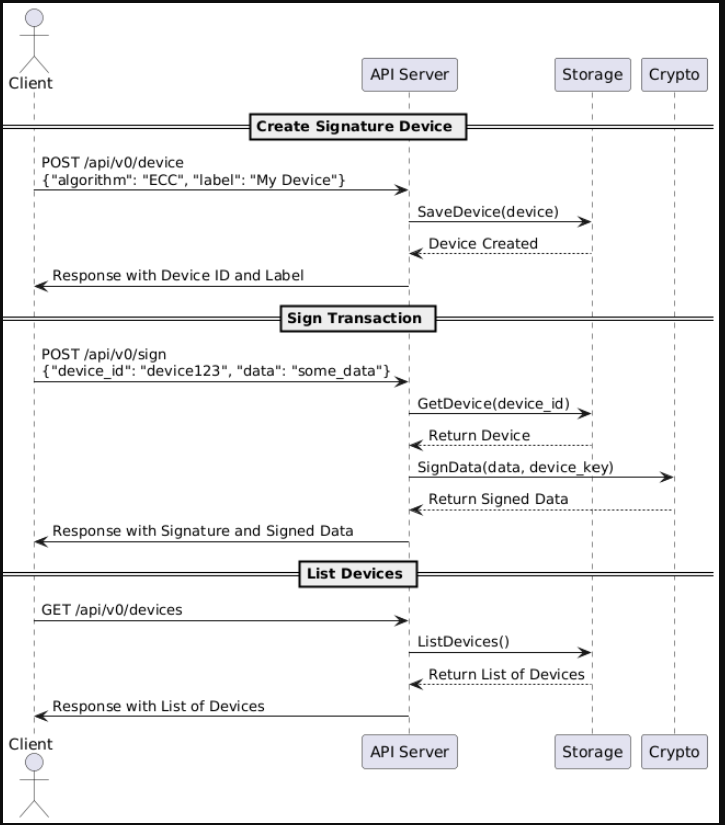 Client
API Server
Storage
Crypto
Create Signature Device
POST /api/v0/device
{"algorithm": "ECC", "label": "My Device"}
SaveDevice(device)
Device Created
Response with Device ID and Label
Sign Transaction
POST /api/v0/sign
{"device_id": "device123", "data": "some_data"}
GetDevice(device_id)
Return Device
SignData(data, device_key)
Return Signed Data
Response with Signature and Signed Data
List Devices
GET /api/v0/devices
ListDevices()
Return List of Devices
Response with List of Devices
Client
API Server
Storage
Crypto